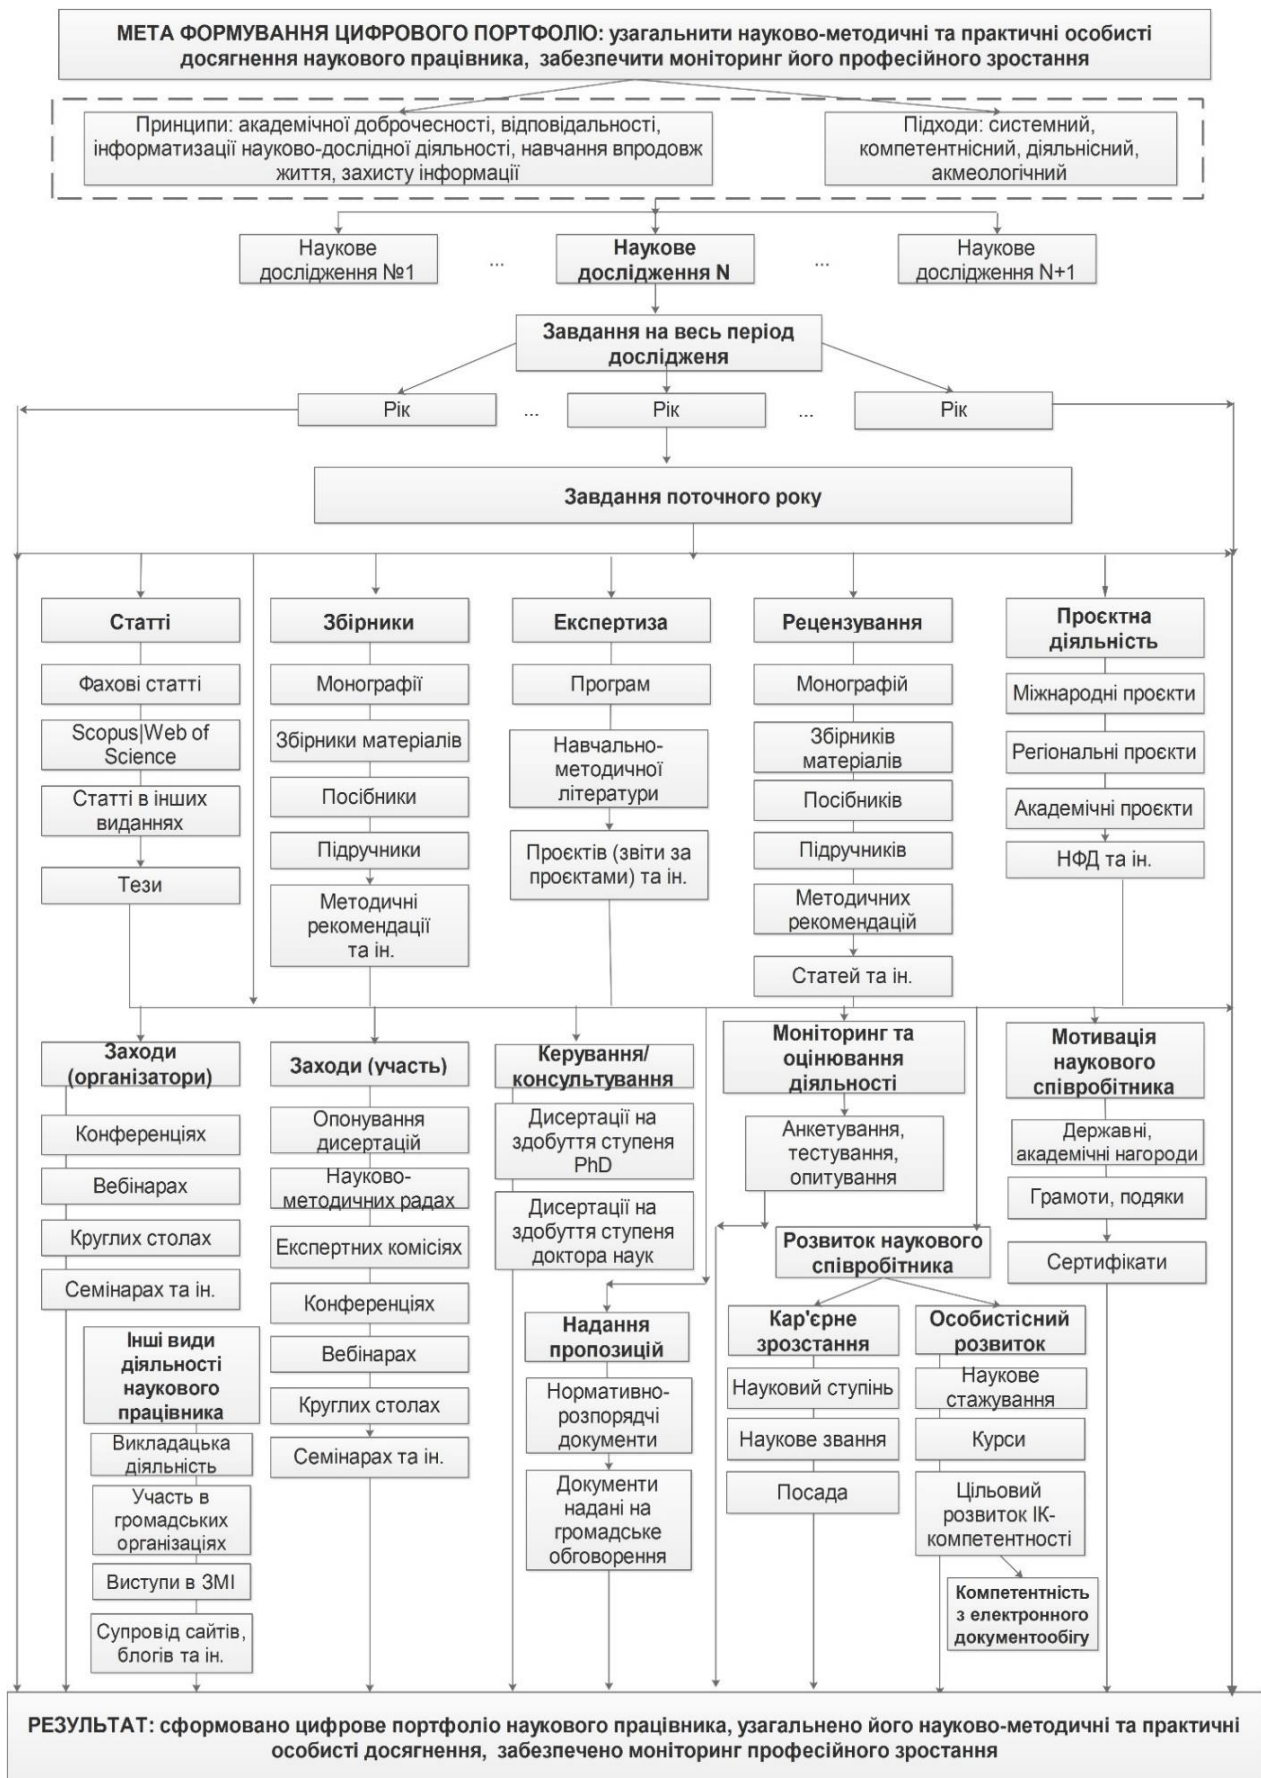 МЕТА ФОРМУВАННЯ ЦИФРОВОГО ПОРТФОЛІО: узагальнити науково-методичні та практичні особисті
досягнення наукового працівника, забезпечити моніторинг його професійного зростання
Принципи: академічної доброчесності, відповідальності,
інформатизації науково-дослідної діяльності, навчання впродовж
життя, захисту інформації
Підходи: системний,
компетентнісний, діяльнісний,
акмеологічний
Наукове
дослідження №1
...
Наукове
дослідження N
...
Наукове
дослідження N+1
Завдання на весь період
дослідженя
Рік
...
Рік
...
Рік
Завдання поточного року
Статті
Фахові статті
Scopus|Web of
Science
Статті в інших
виданнях
Тези
Збірники
Монографії
Збірники матеріалів
Посібники
Підручники
Методичні
рекомендації
та ін.
Експертиза
Програм
Навчально-
методичної
літератури
Проєктів (звіти за
проєктами) та ін.
Рецензування
Монографій
Збірників
матеріалів
Посібників
Підручників
Методичних
рекомендацій
Статей та ін.
Проєктна
діяльність
Міжнародні проєкти
Регіональні проєкти
Академічні проєкти
НФД та ін.
Заходи
(організатори)
Конференціях
Вебінарах
Круглих столах
Семінарах та ін.
Інші види
діяльності
наукового
працівника
Викладацька
діяльність
Участь в
громадських
організаціях
Виступи в ЗМІ
Супровід сайтів,
блогів та ін.
Заходи (участь)
Опонування
дисертацій
Науково-
методичних радах
Експертних комісіях
Конференціях
Вебінарах
Круглих столах
Семінарах та ін.
Керування/
консультування
Дисертації на
здобуття ступеня
PhD
Дисертації на
здобуття ступеня
доктора наук
Надання
пропозицій
Нормативно-
розпорядчі
документи
Документи
надані на
громадське
обговорення
Моніторинг та
оцінювання
діяльності
Анкетування,
тестування,
опитування
Розвиток наукового
співробітника
Кар'єрне
зрозстання
Науковий ступінь
Наукове звання
Посада
Особистісний
розвиток
Наукове
стажування
Курси
Цільовий
розвиток ІК-
компетентності
Компетентність
з електронного
документообігу
Мотивація
наукового
співробітника
Державні,
академічні нагороди
Грамоти, подяки
Сертифікати
РЕЗУЛЬТАТ: сформовано цифрове портфоліо наукового працівника, узагальнено його науково-методичні та практичні
особисті досягнення, забезпечено моніторинг професійного зростання